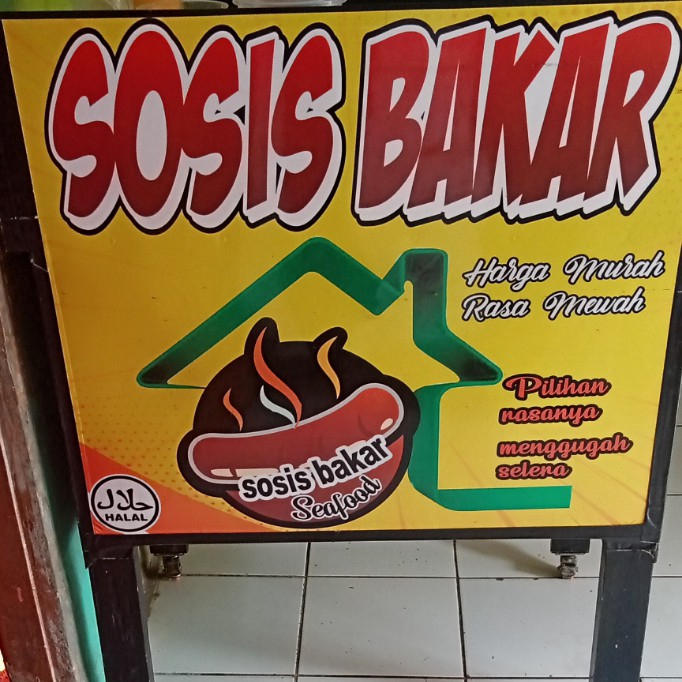 SOSIS BAKAR
Harga Murah
Rasa Mewah
Pilihan
rasanya
menggugah
selera
sosis bakar
Seafood
حلال
HALAL